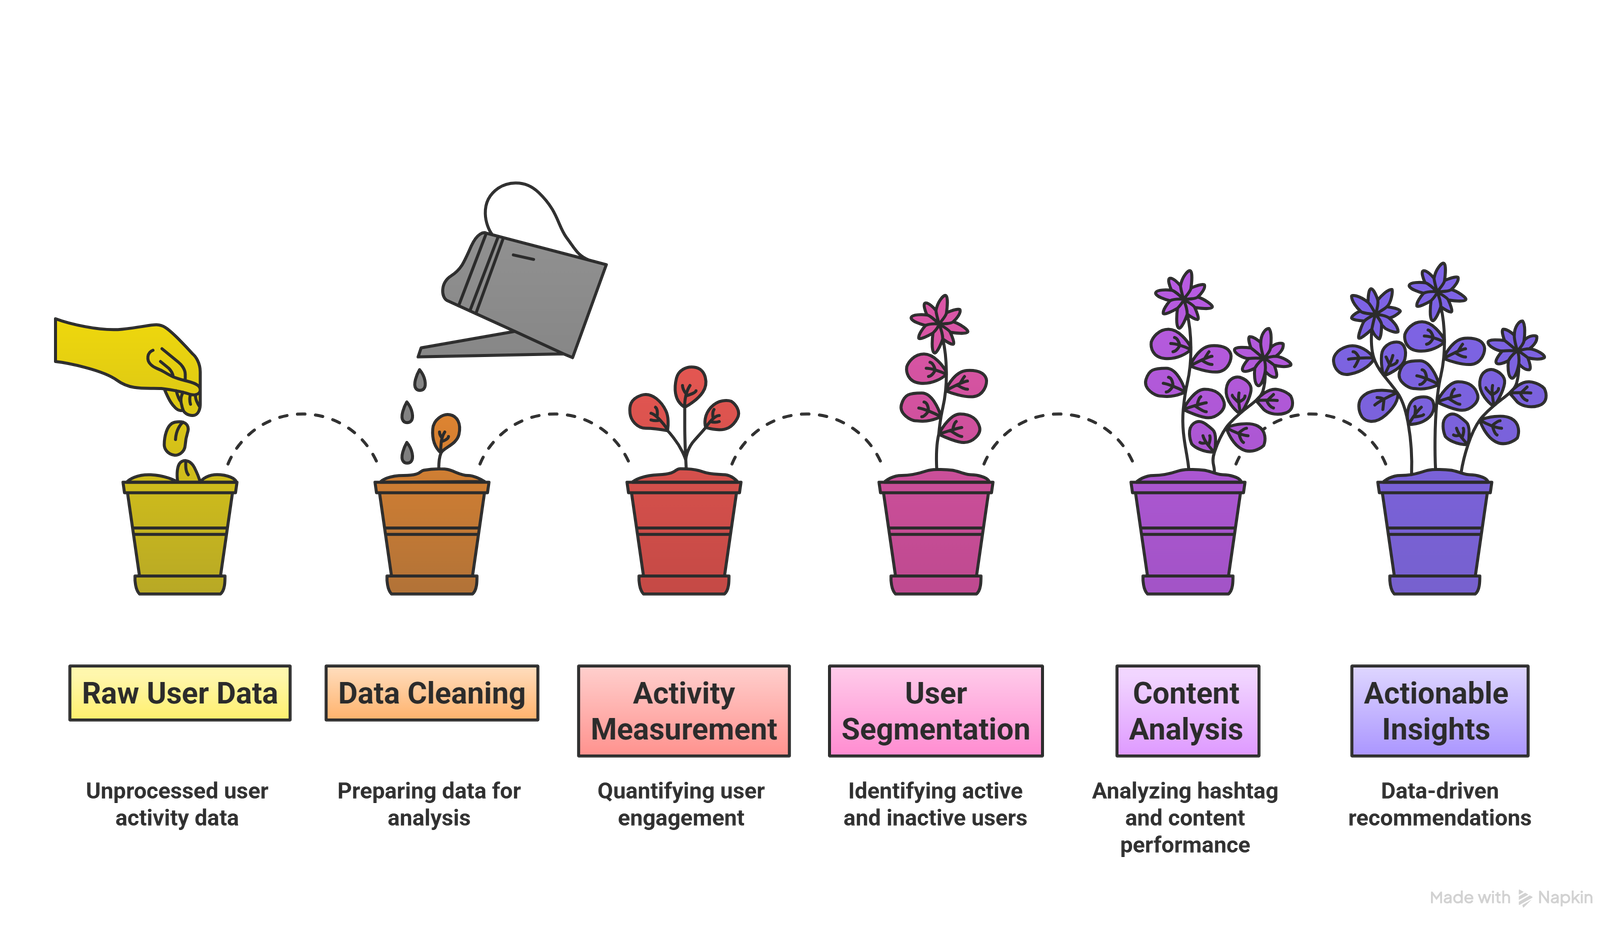 Raw User Data
Data Cleaning
Activity
Measurement
User
Segmentation
Content
Analysis
Actionable
Insights
Unprocessed user
activity data
Preparing data for
analysis
Quantifying user
engagement
Identifying active
and inactive users
Analyzing hashtag
and content
performance
Data-driven
recommendations
Made with Napkin